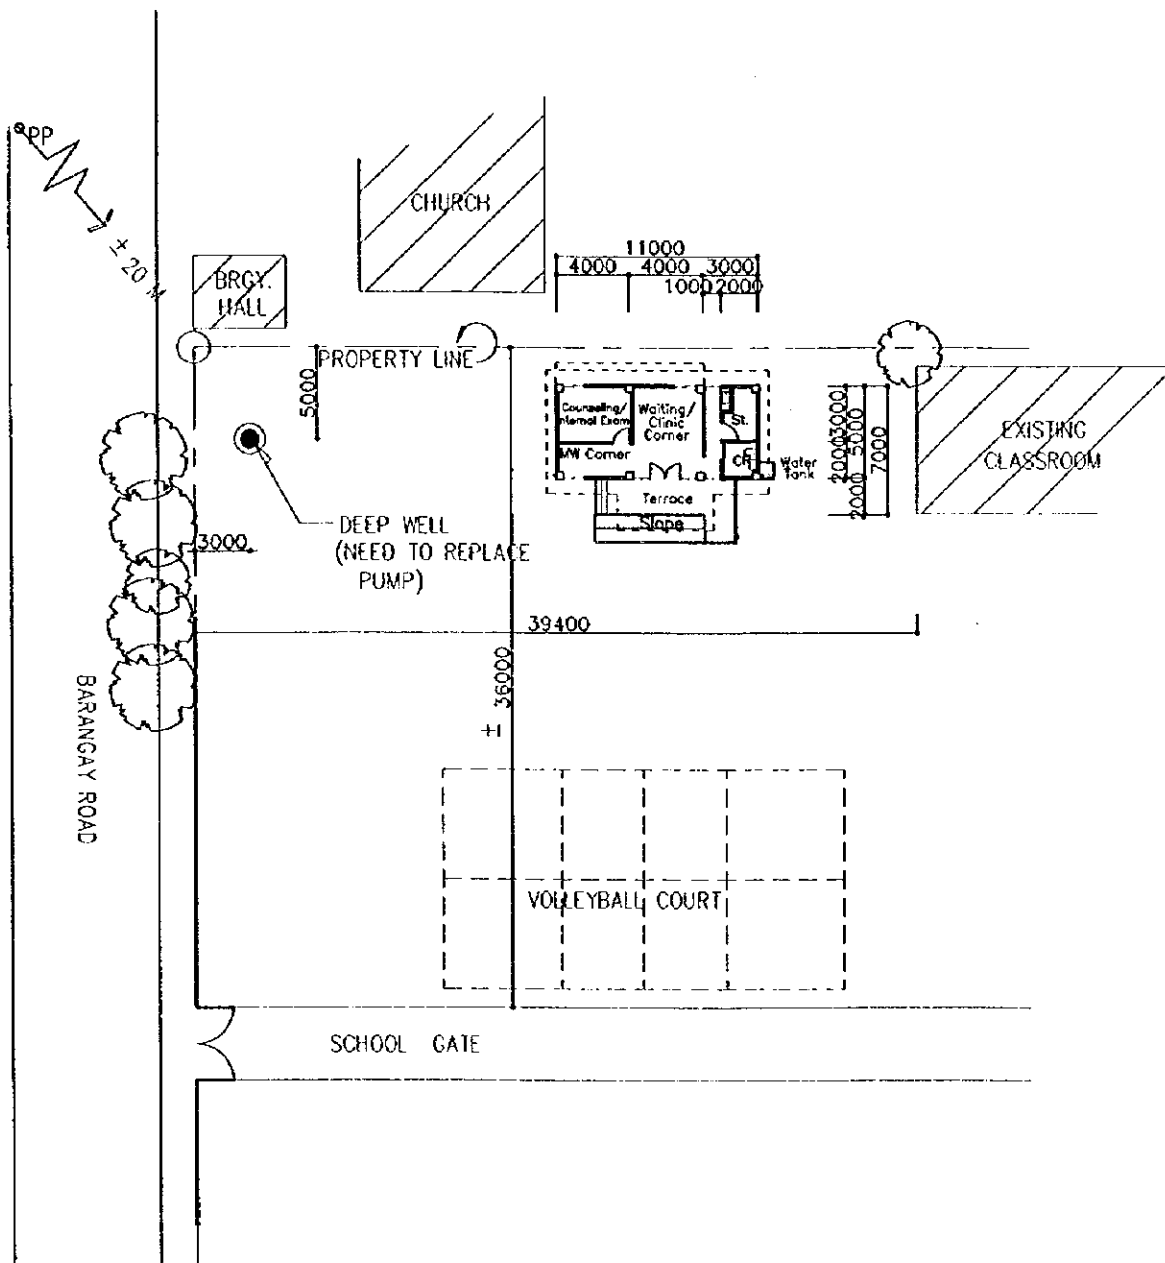 PP
± 20 M
CHURCH
BRGY.
HALL
11000
4000 4000 3000
1000 2000
PROPERTY LINE
5000
Counseling/
Internal Exam
Waiting/
Clinic
Corner
St.
MW Corner
CR
Water
Tank
Terrace
Slope
2000 3000
2000 5000
7000
EXISTING
CLASSROOM
DEEP WELL
(NEED TO REPLACE
PUMP)
3000
39400
± 36000
BARANGAY ROAD
VOLLEYBALL COURT
SCHOOL GATE